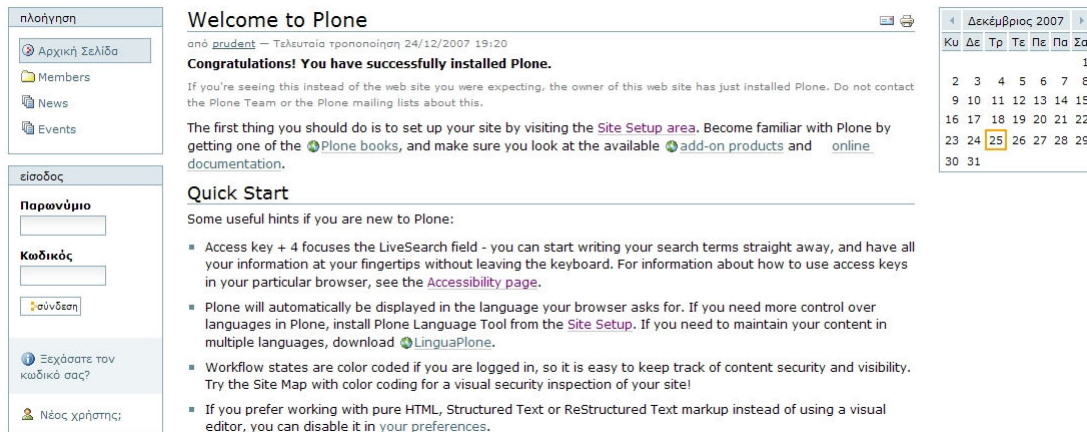 πλοήγηση
Αρχική Σελίδα
Members
News
Events
είσοδος
Παρωνύμιο
Κωδικός
σύνδεση
Ξεχάσατε τον
κωδικό σας?
Νέος χρήστης;
Welcome to Plone
από prudent — Τελευταία τροποποίηση 24/12/2007 19:20
Congratulations! You have successfully installed Plone.
If you're seeing this instead of the web site you were expecting, the owner of this web site has just installed Plone. Do not contact
the Plone Team or the Plone mailing lists about this.
The first thing you should do is to set up your site by visiting the Site Setup area. Become familiar with Plone by
getting one of the Plone books, and make sure you look at the available add-on products and online
documentation.
Quick Start
Some useful hints if you are new to Plone:
Access key + 4 focuses the LiveSearch field - you can start writing your search terms straight away, and have all
your information at your fingertips without leaving the keyboard. For information about how to use access keys
in your particular browser, see the Accessibility page.
Plone will automatically be displayed in the language your browser asks for. If you need more control over
languages in Plone, install Plone Language Tool from the Site Setup. If you need to maintain your content in
multiple languages, download LinguaPlone.
Workflow states are color coded if you are logged in, so it is easy to keep track of content security and visibility.
Try the Site Map with color coding for a visual security inspection of your site!
If you prefer working with pure HTML, Structured Text or ReStructured Text markup instead of using a visual
editor, you can disable it in your preferences.
Δεκέμβριος 2007
Κυ Δε Τρ Τε Πε Πα Σα
1
2 3 4 5 6 7 8
9 10 11 12 13 14 15
16 17 18 19 20 21 22
23 24 25 26 27 28 29
30 31